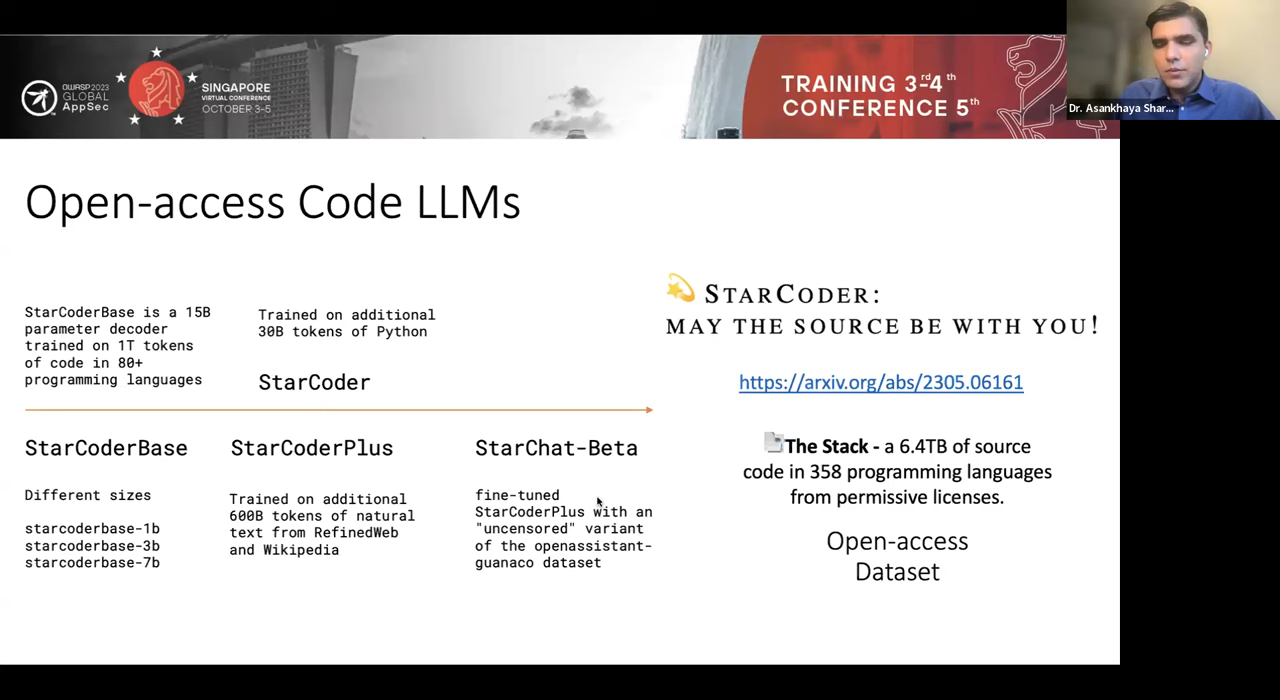 OWASP 2023
GLOBAL
AppSec
SINGAPORE
VIRTUAL CONFERENCE
OCTOBER 3-5
TRAINING 3rd-4th
CONFERENCE 5th
Dr. Asankhaya Shar...
Open-access Code LLMs
StarCoderBase is a 15B
parameter decoder
trained on 1T tokens
of code in 80+
programming languages
Trained on additional
30B tokens of Python
StarCoder
StarCoderBase
StarCoderPlus
StarChat-Beta
Different sizes
starcoderbase-1b
starcoderbase-3b
starcoderbase-7b
Trained on additional
600B tokens of natural
text from RefinedWeb
and Wikipedia
fine-tuned
StarCoderPlus with an
"uncensored" variant
of the openassistant-
guanaco dataset
STARCODER:
MAY THE SOURCE BE WITH YOU!
https://arxiv.org/abs/2305.06161
The Stack - a 6.4TB of source
code in 358 programming languages
from permissive licenses.
Open-access
Dataset